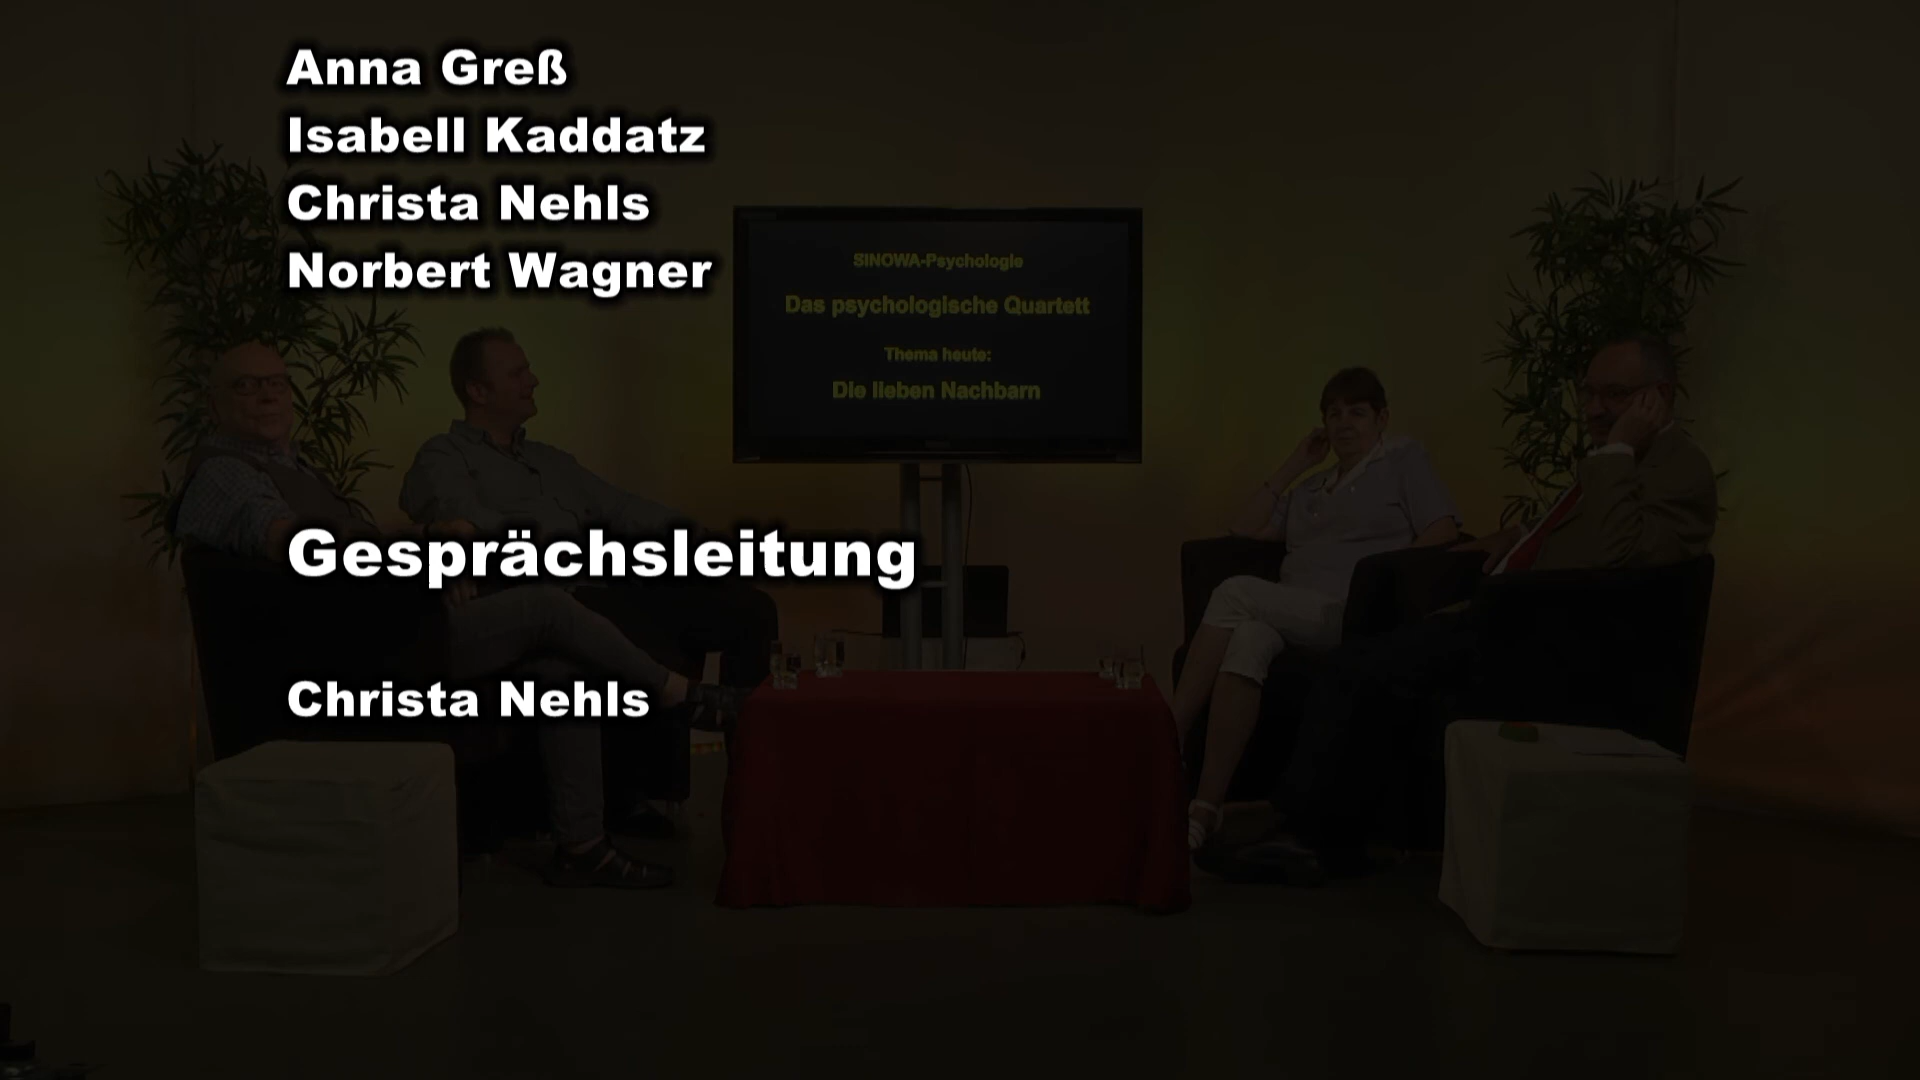 Anna Greß
Isabell Kaddatz
Christa Nehls
Norbert Wagner
SINOWA-Psychologie
Das psychologische Quartett
Thema heute:
Die lieben Nachbarn
Gesprächsleitung
Christa Nehls